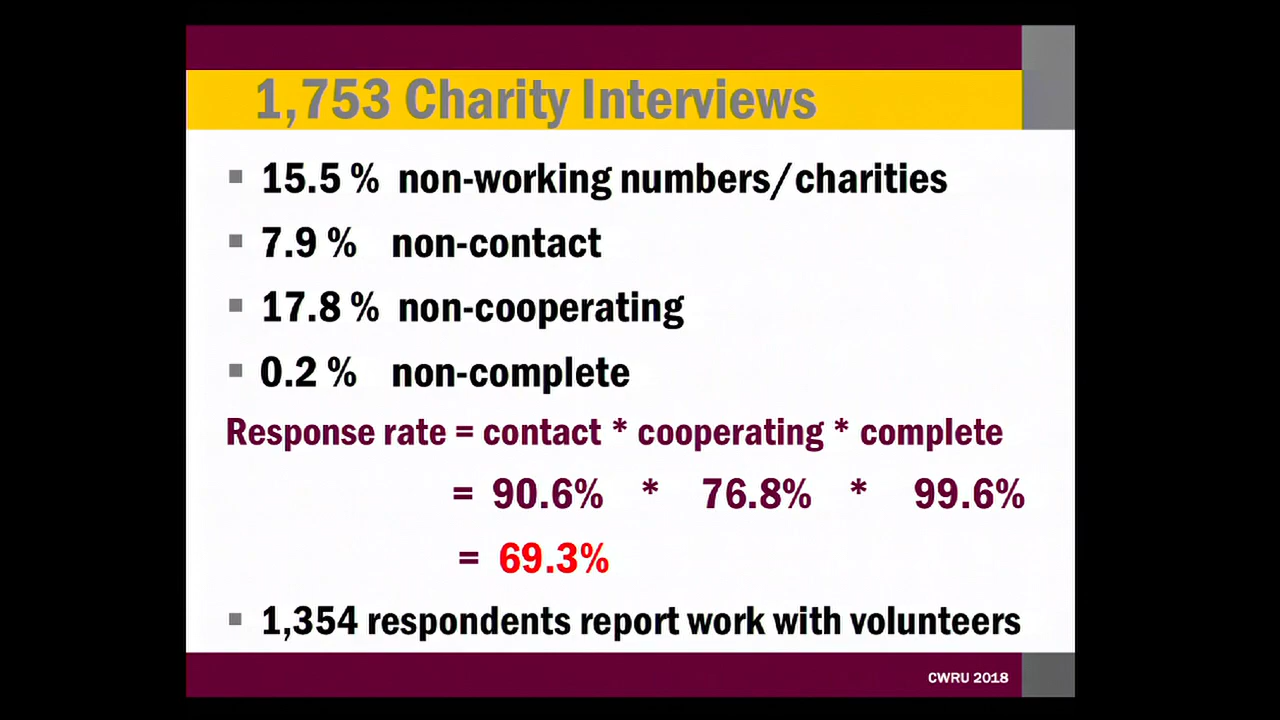 1,753 Charity Interviews
15.5 % non-working numbers/charities
7.9 % non-contact
17.8 % non-cooperating
0.2 % non-complete
Response rate = contact * cooperating * complete
= 90.6% * 76.8% * 99.6%
= 69.3%
1,354 respondents report work with volunteers
CWRU 2018